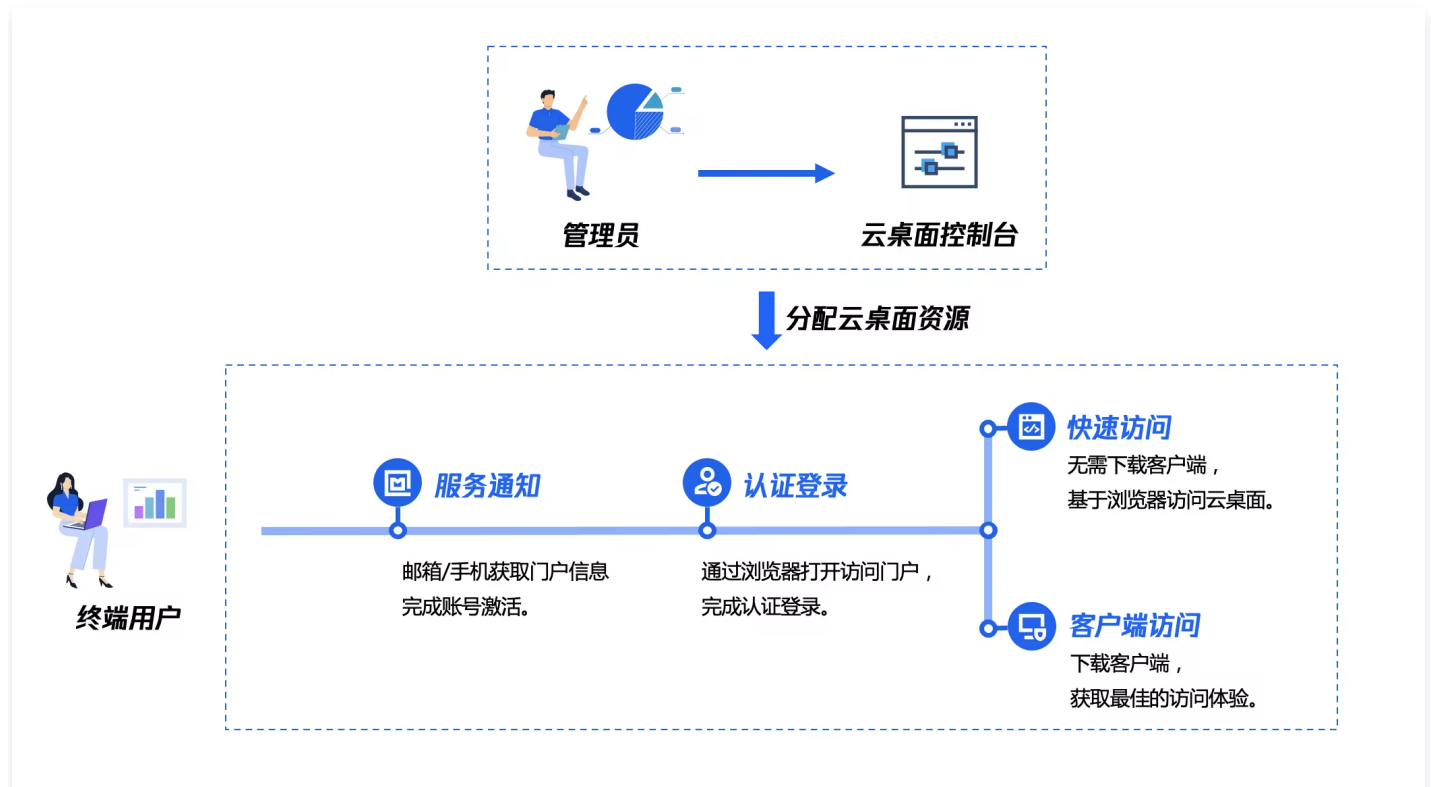 管理员
云桌面控制台
分配云桌面资源
终端用户
服务通知
邮箱/手机获取门户信息
完成账号激活。
认证登录
通过浏览器打开访问门户，
完成认证登录。
快速访问
无需下载客户端，
基于浏览器访问云桌面。
客户端访问
下载客户端，
获取最佳的访问体验。